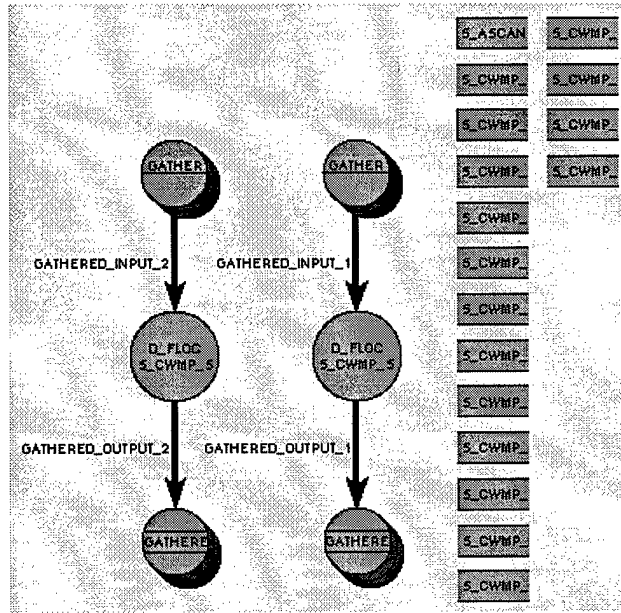 5_ASCAN 5_CWMP_
5_CWMP_ 5_CWMP_
5_CWMP_ 5_CWMP_
GATHER GATHER 5_CWMP_ 5_CWMP_
5_CWMP_
GATHERED_INPUT_2 GATHERED_INPUT_1 5_CWMP_
5_CWMP_
D_FLOC D_FLOC 5_CWMP_
5_CWMP_5 5_CWMP_5
5_CWMP_
GATHERED_OUTPUT_2 GATHERED_OUTPUT_1 5_CWMP_
5_CWMP_
GATHERE GATHERE 5_CWMP_
5_CWMP_